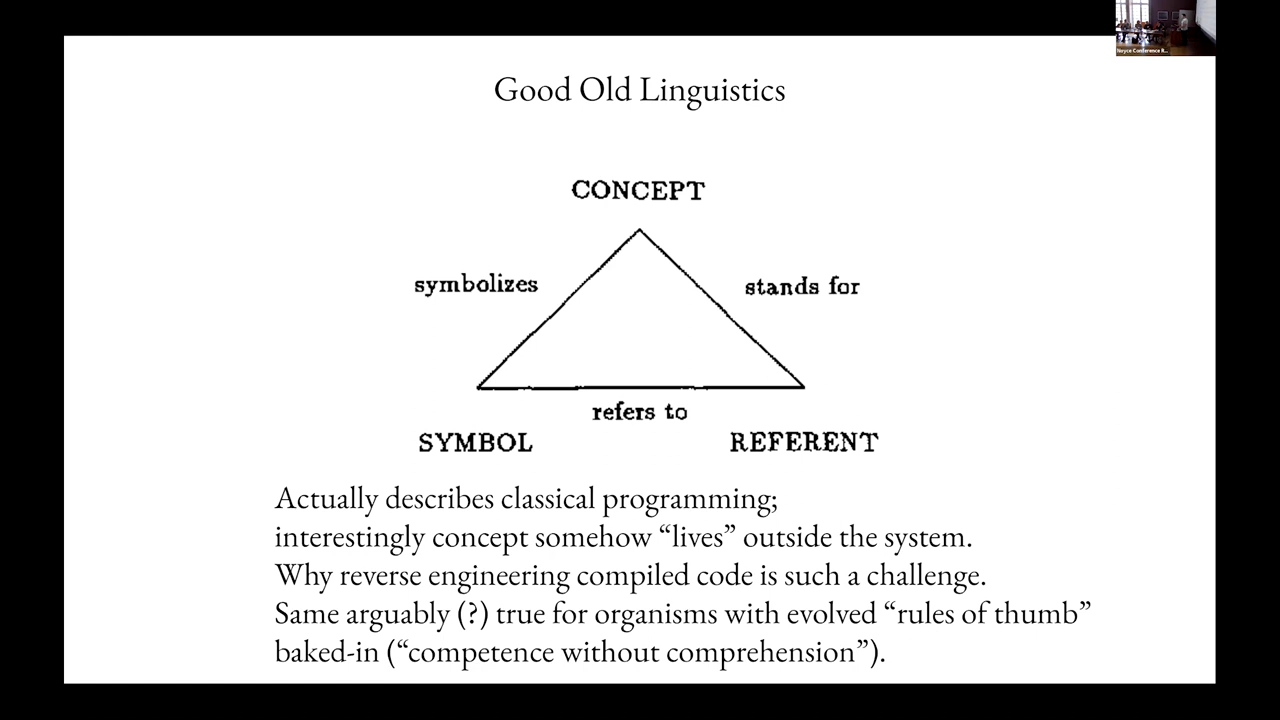 Noyce Conference R...
Good Old Linguistics
CONCEPT
symbolizes
stands for
refers to
SYMBOL
REFERENT
Actually describes classical programming;
interestingly concept somehow “lives” outside the system.
Why reverse engineering compiled code is such a challenge.
Same arguably (?) true for organisms with evolved “rules of thumb”
baked-in (“competence without comprehension”).